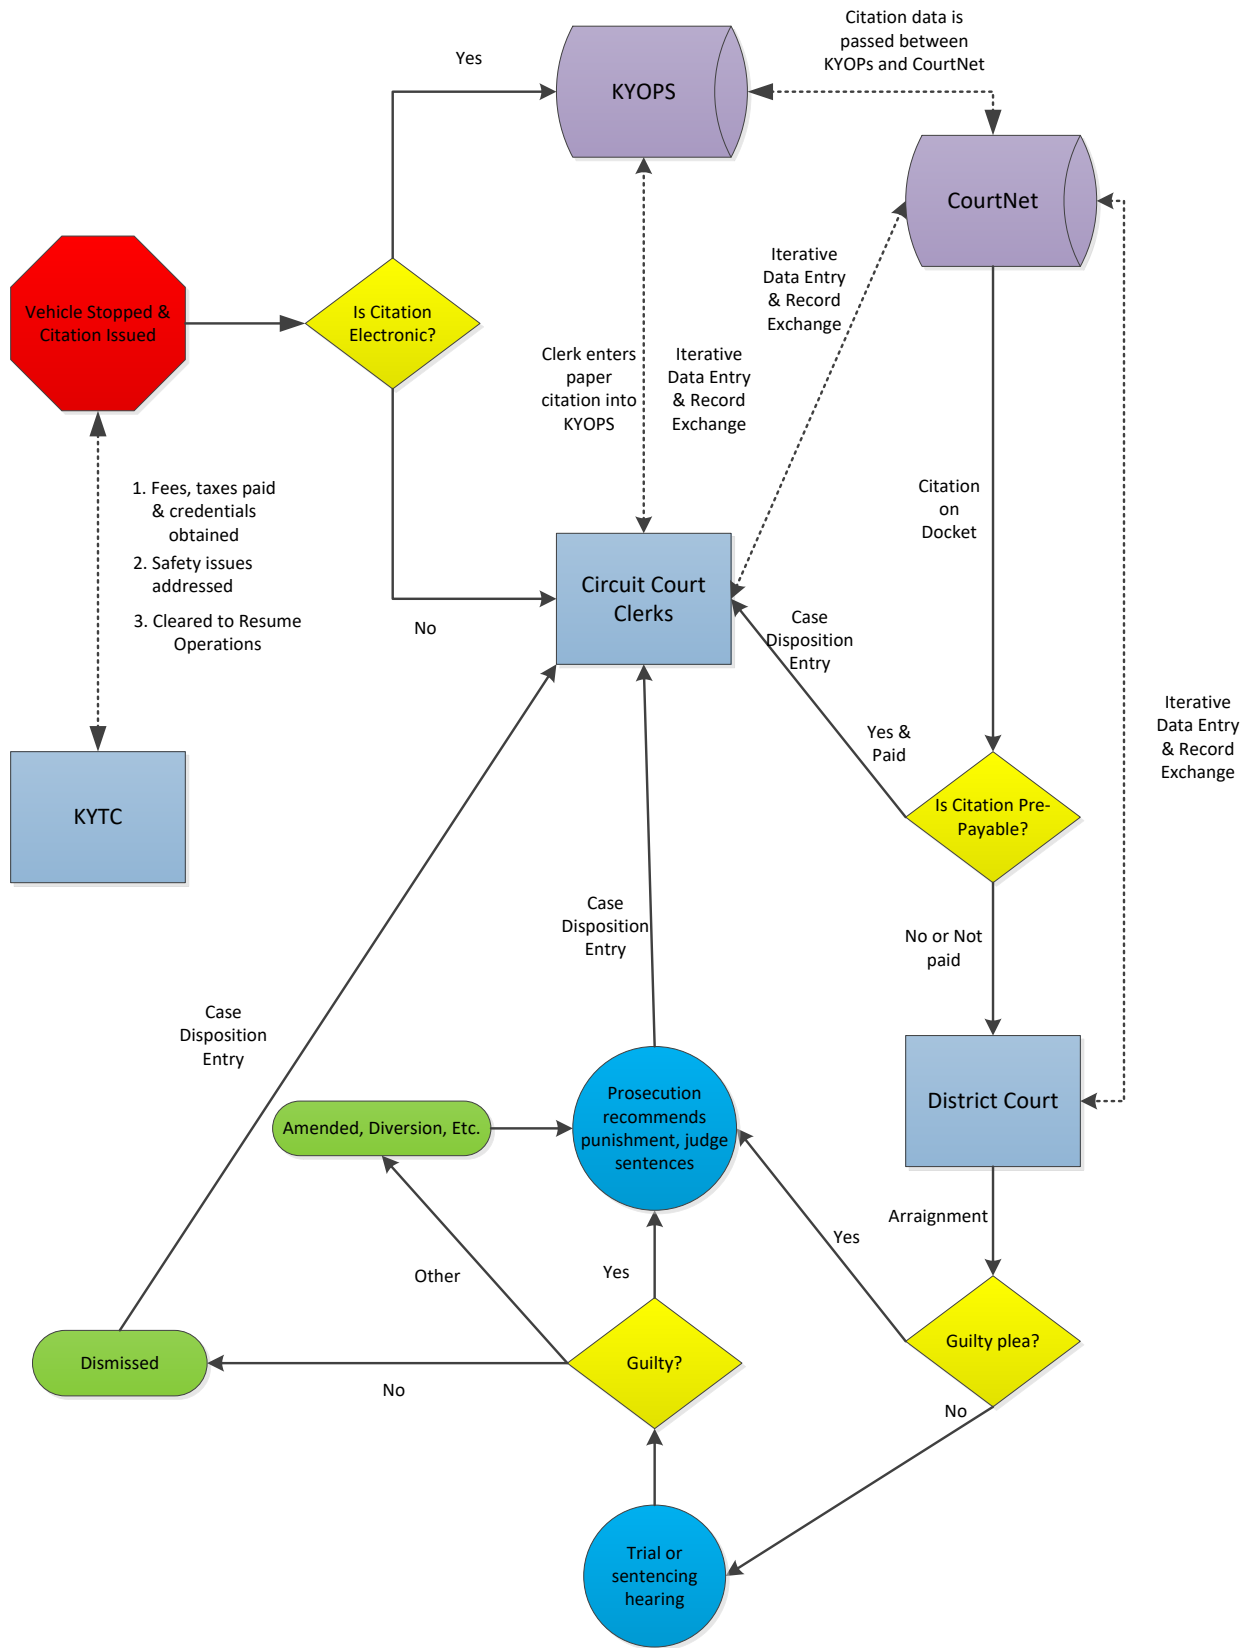 Citation data is
passed between
KYOPs and CourtNet
Yes
KYOPS
CourtNet
Vehicle Stopped &
Citation Issued
Is Citation
Electronic?
Iterative
Data Entry
& Record
Exchange
Clerk enters
paper
citation into
KYOPS
Iterative
Data Entry
& Record
Exchange
1. Fees, taxes paid
& credentials
obtained
2. Safety issues
addressed
3. Cleared to Resume
Operations
Citation
on
Docket
Circuit Court
Clerks
No
Case
Disposition
Entry
Iterative
Data Entry
& Record
Exchange
Yes &
Paid
KYTC
Is Citation Pre-
Payable?
Case
Disposition
Entry
No or Not
paid
Case
Disposition
Entry
Prosecution
recommends
punishment, judge
sentences
Amended, Diversion, Etc.
District Court
Arraignment
Yes
Other
Yes
Dismissed
Guilty?
Guilty plea?
No
No
Trial or
sentencing
hearing